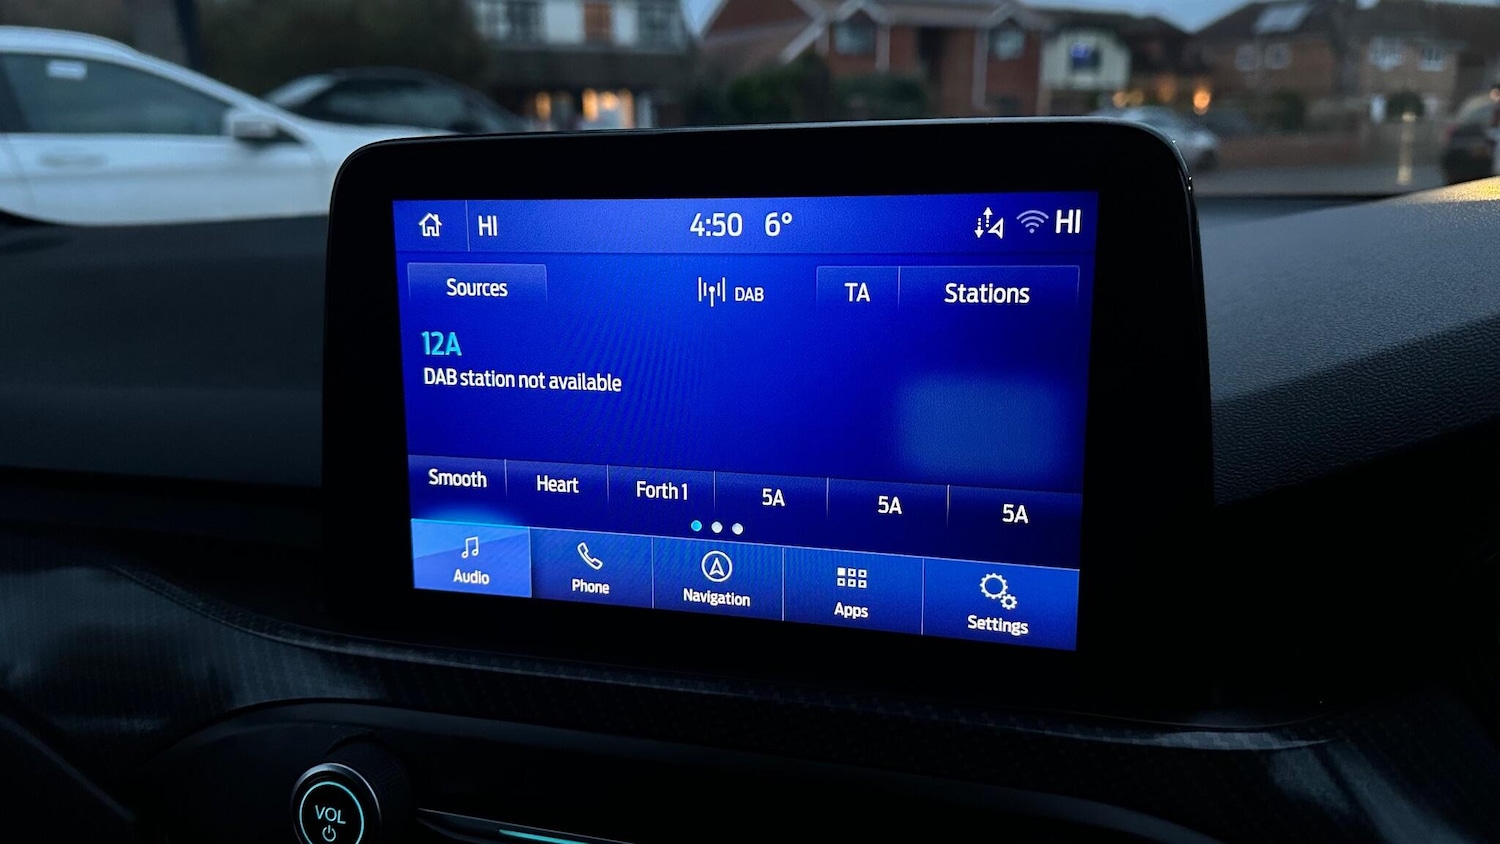 HI 4:50 6° HI
Sources DAB TA Stations
12A
DAB station not available
Smooth Heart Forth 1 5A 5A 5A
Audio Phone Navigation Apps Settings
VOL